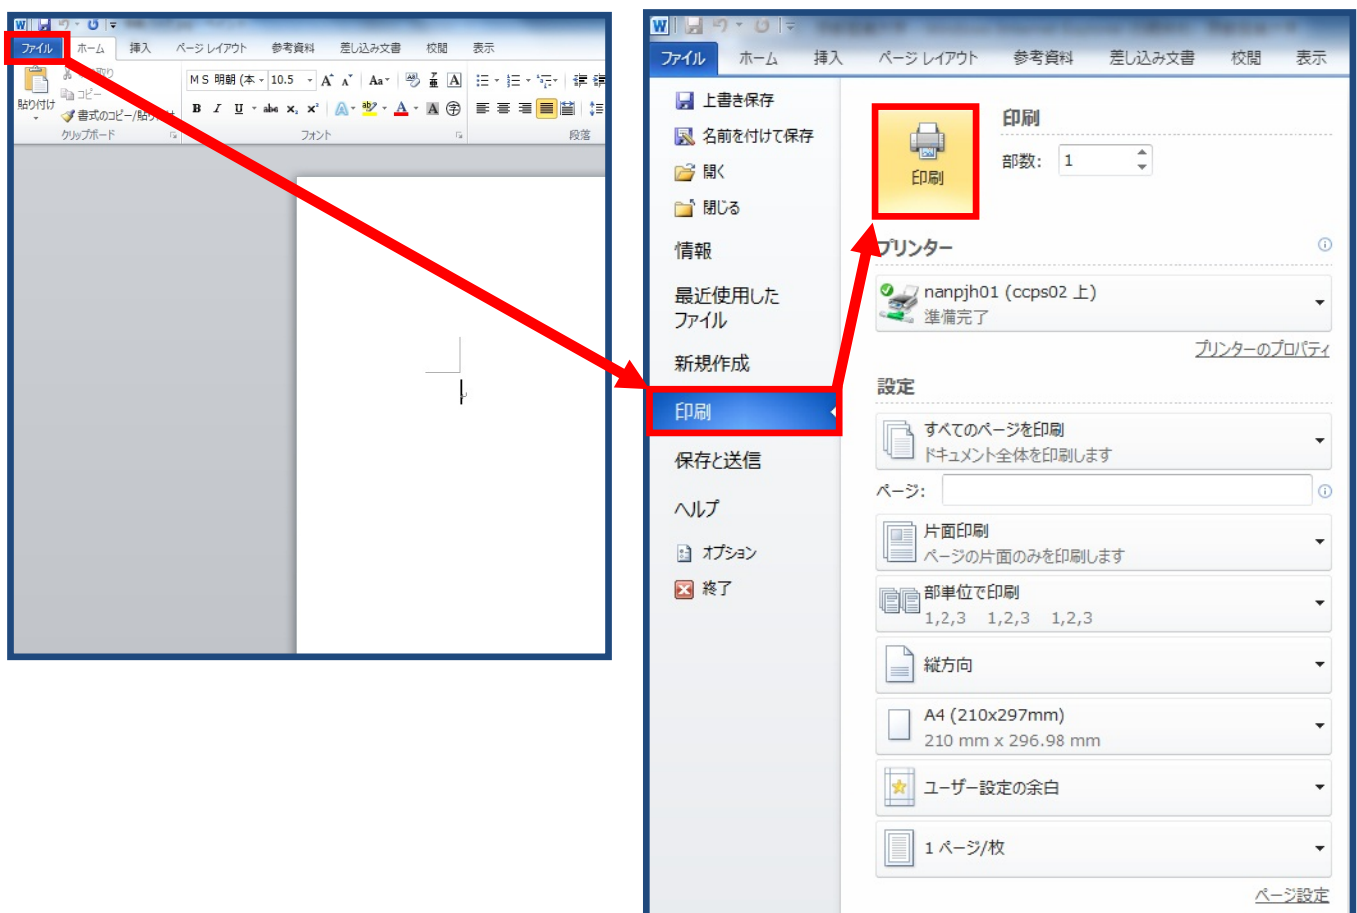 W
ファイル ホーム 挿入 ページ レイアウト 参考資料 差し込み文書 校閲 表示
MS 明朝 (本 10.5 A A Aa
コピー
貼り付け
書式のコピー/貼り
B I U abc x₂ x² A ab A A 字
クリップボード フォント 段落
W
ファイル ホーム 挿入 ページ レイアウト 参考資料 差し込み文書 校閲 表示
上書き保存
名前を付けて保存
開く
閉じる
情報
最近使用した
ファイル
新規作成
印刷
保存と送信
ヘルプ
オプション
終了
印刷
印刷
部数: 1
プリンター
nanpjh01 (ccps02 上)
準備完了
プリンターのプロパティ
設定
すべてのページを印刷
ドキュメント全体を印刷します
ページ:
片面印刷
ページの片面のみを印刷します
部単位で印刷
1,2,3 1,2,3 1,2,3
縦方向
A4 (210x297mm)
210 mm x 296.98 mm
ユーザー設定の余白
1 ページ/枚
ページ設定